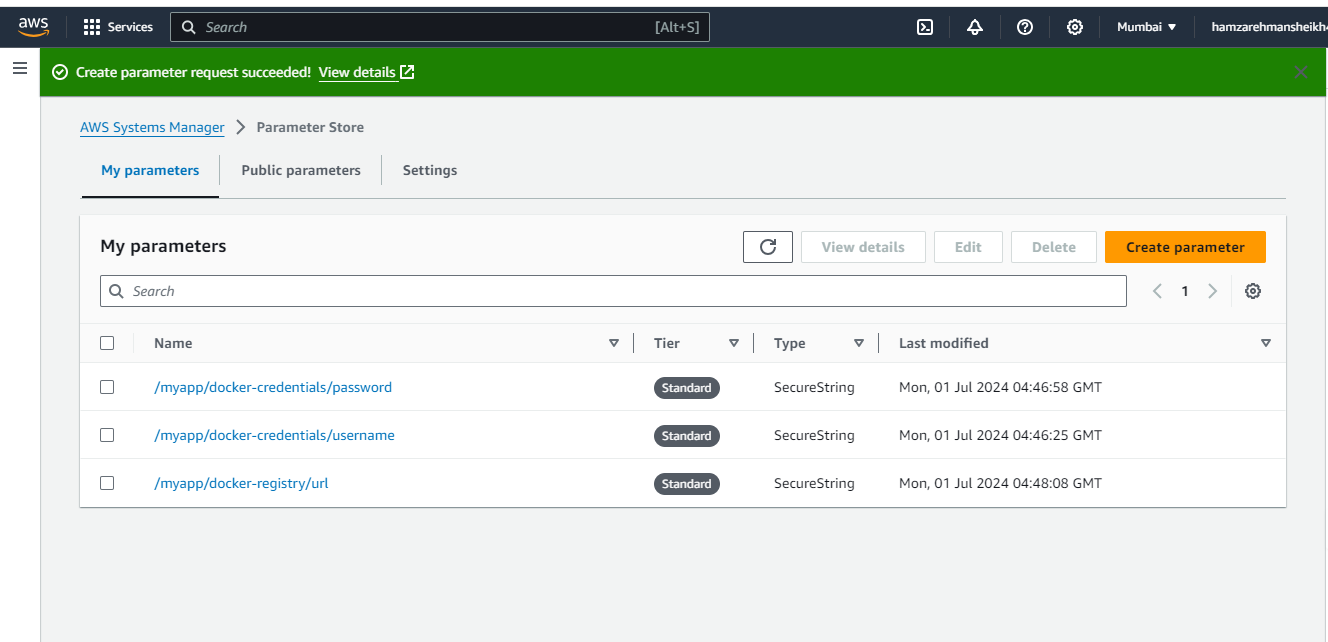 aws Services Search [Alt+S] Mumbai hamzarehmansheikh
Create parameter request succeeded! View details
AWS Systems Manager Parameter Store
My parameters Public parameters Settings
My parameters View details Edit Delete Create parameter
Search 1
Name Tier Type Last modified
/myapp/docker-credentials/password Standard SecureString Mon, 01 Jul 2024 04:46:58 GMT
/myapp/docker-credentials/username Standard SecureString Mon, 01 Jul 2024 04:46:25 GMT
/myapp/docker-registry/url Standard SecureString Mon, 01 Jul 2024 04:48:08 GMT